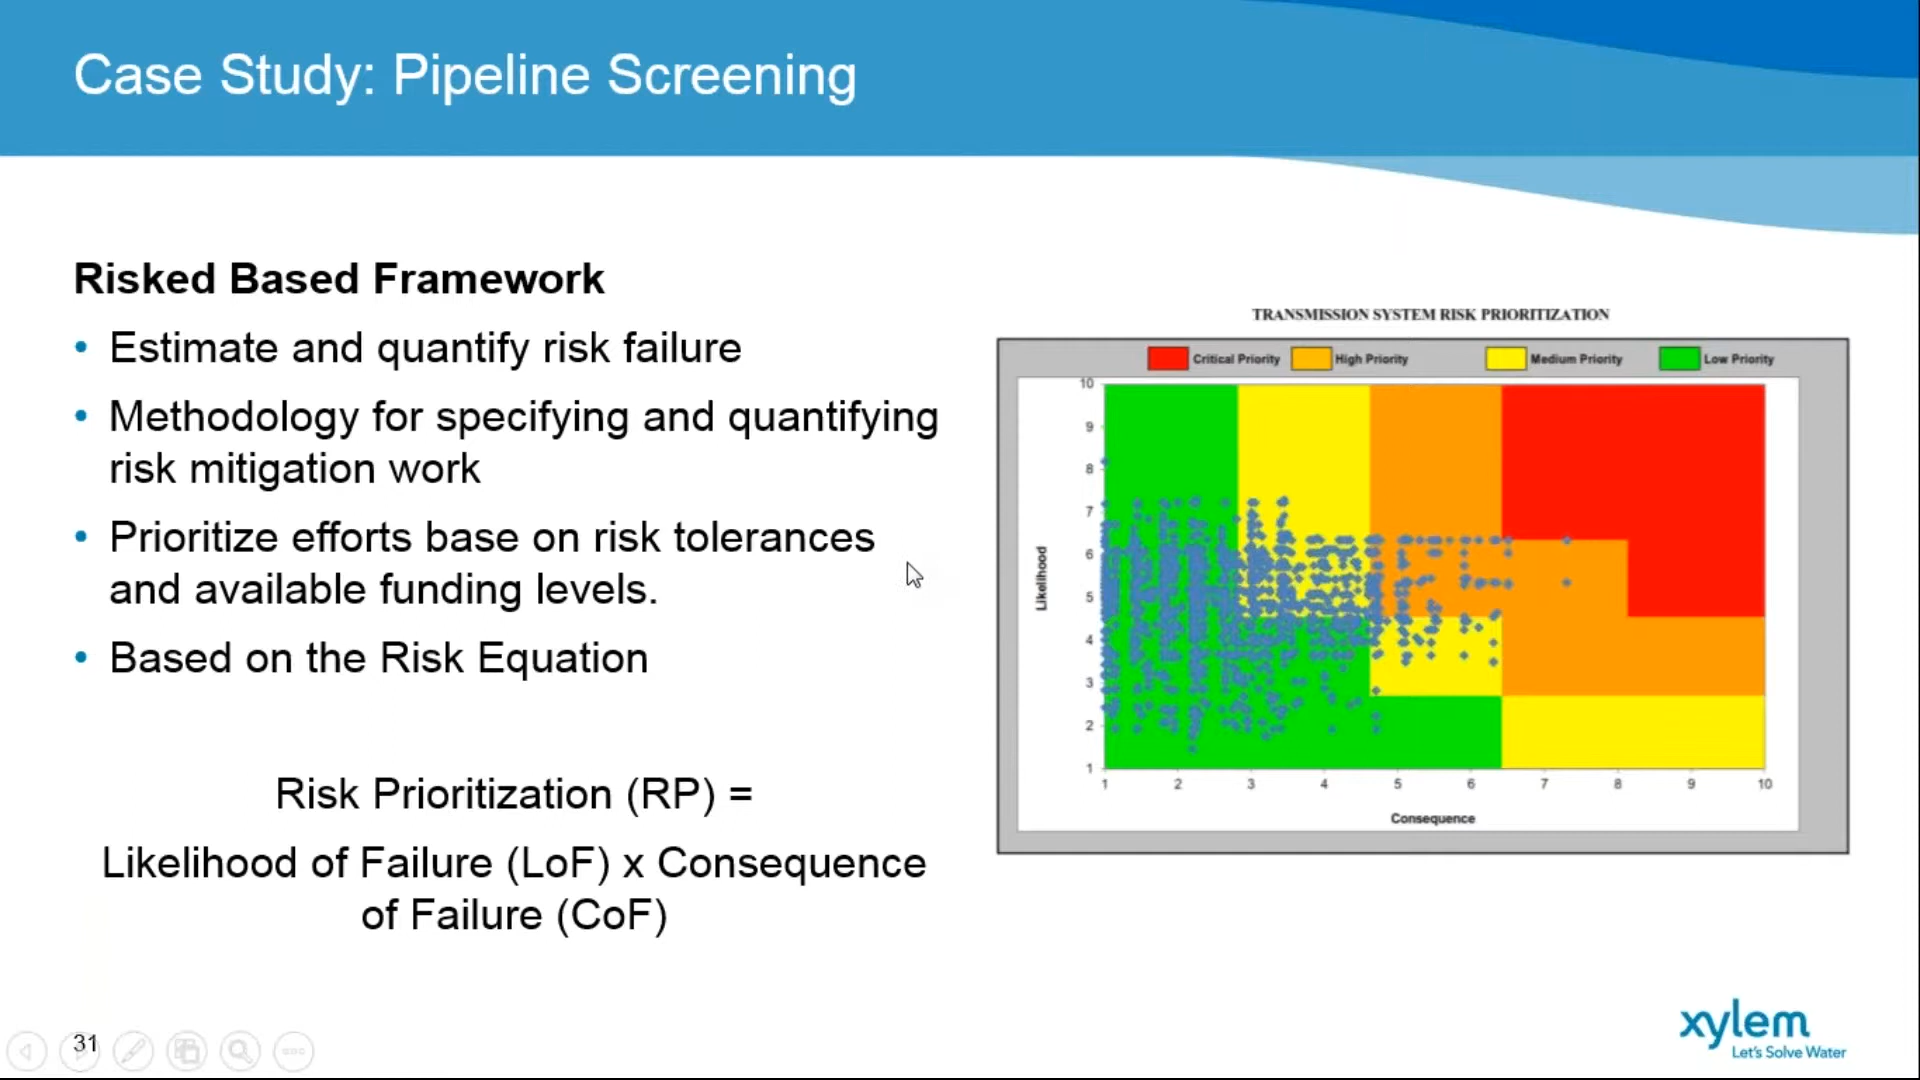 Case Study: Pipeline Screening
Risked Based Framework
• Estimate and quantify risk failure
• Methodology for specifying and quantifying
risk mitigation work
• Prioritize efforts base on risk tolerances
and available funding levels.
• Based on the Risk Equation
Risk Prioritization (RP) =
Likelihood of Failure (LoF) x Consequence
of Failure (CoF)
TRANSMISSION SYSTEM RISK PRIORITIZATION
Critical Priority High Priority Medium Priority Low Priority
10
9
8
7
6
5
4
3
2
1
Likelihood
1 2 3 4 5 6 7 8 9 10
Consequence
31
xylem
Let's Solve Water